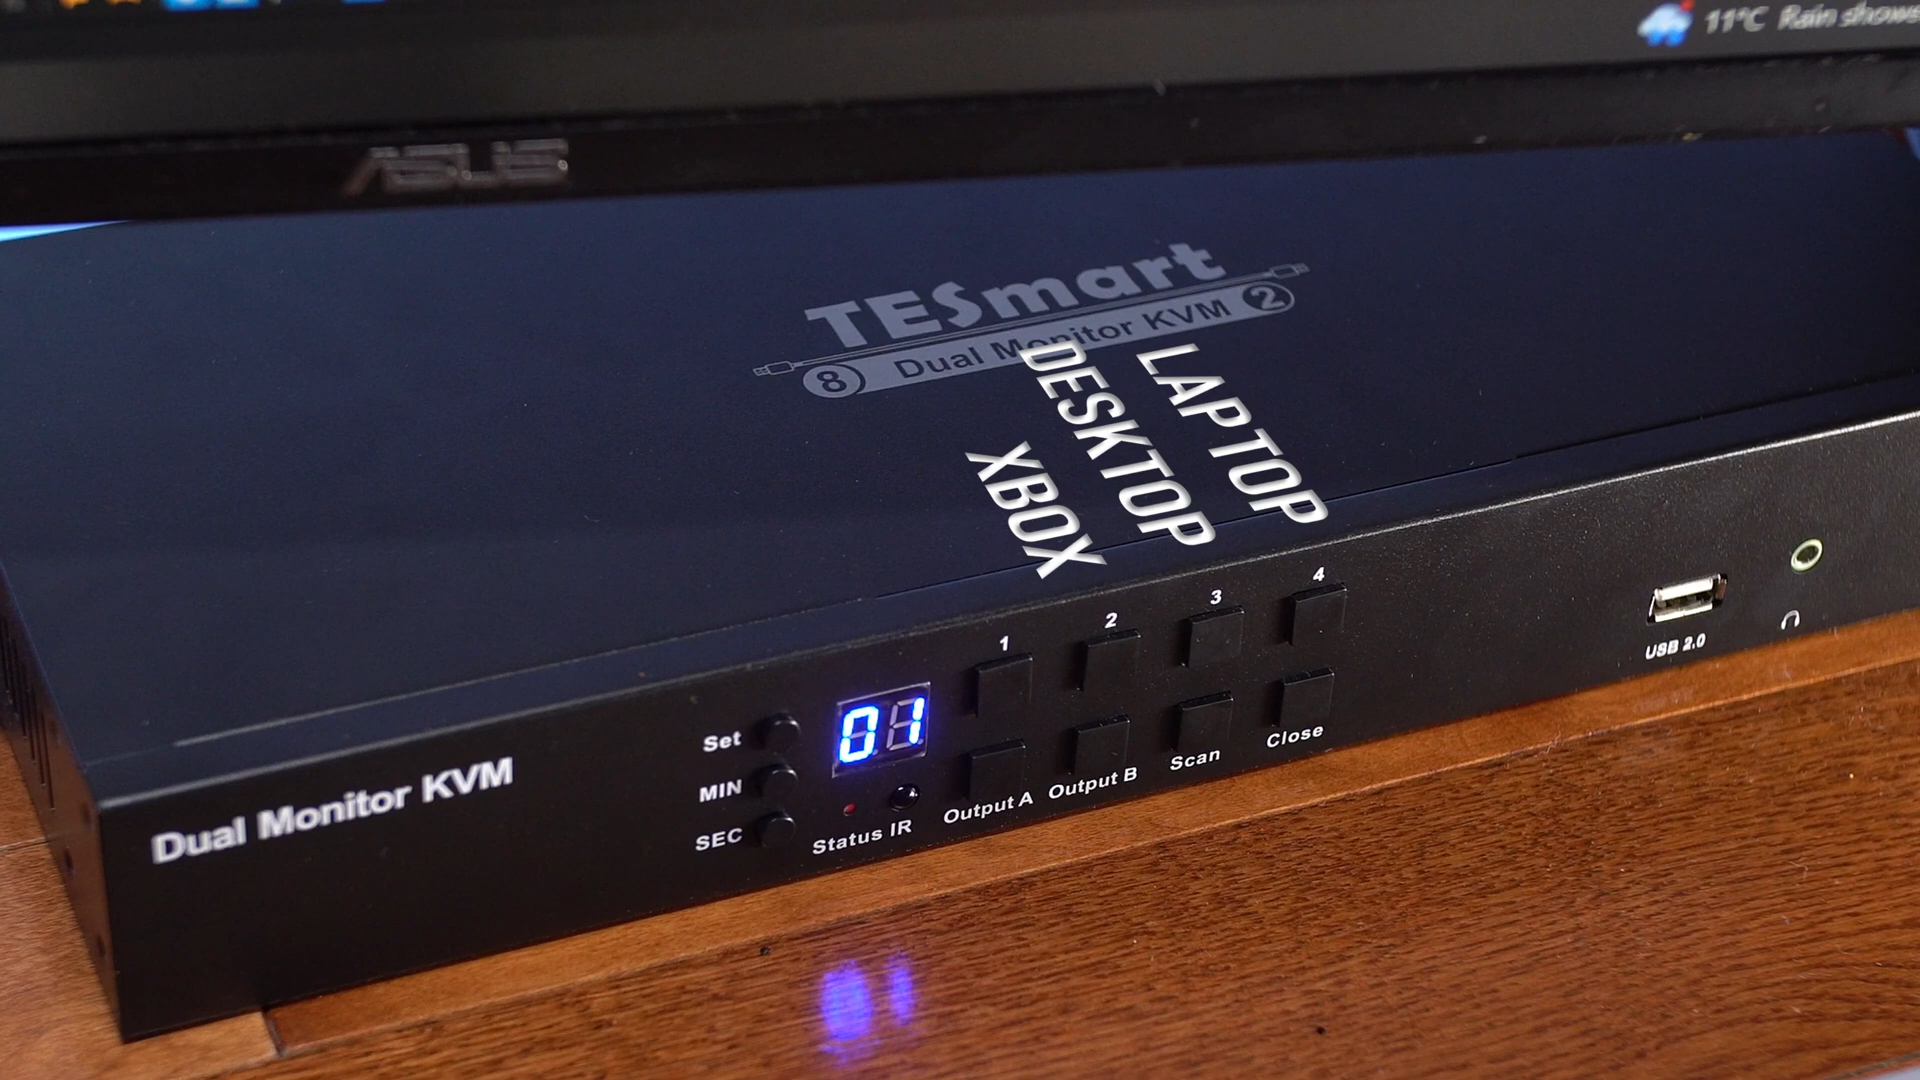 11°C Rain shows
ASUS
TESmart
8 Dual Monitor KVM 2
LAPTOP
DESKTOP
XBOX
1 2 3 4
Set
MIN
SEC
01
Status IR
Output A
Output B
Scan
Close
USB 2.0
Dual Monitor KVM